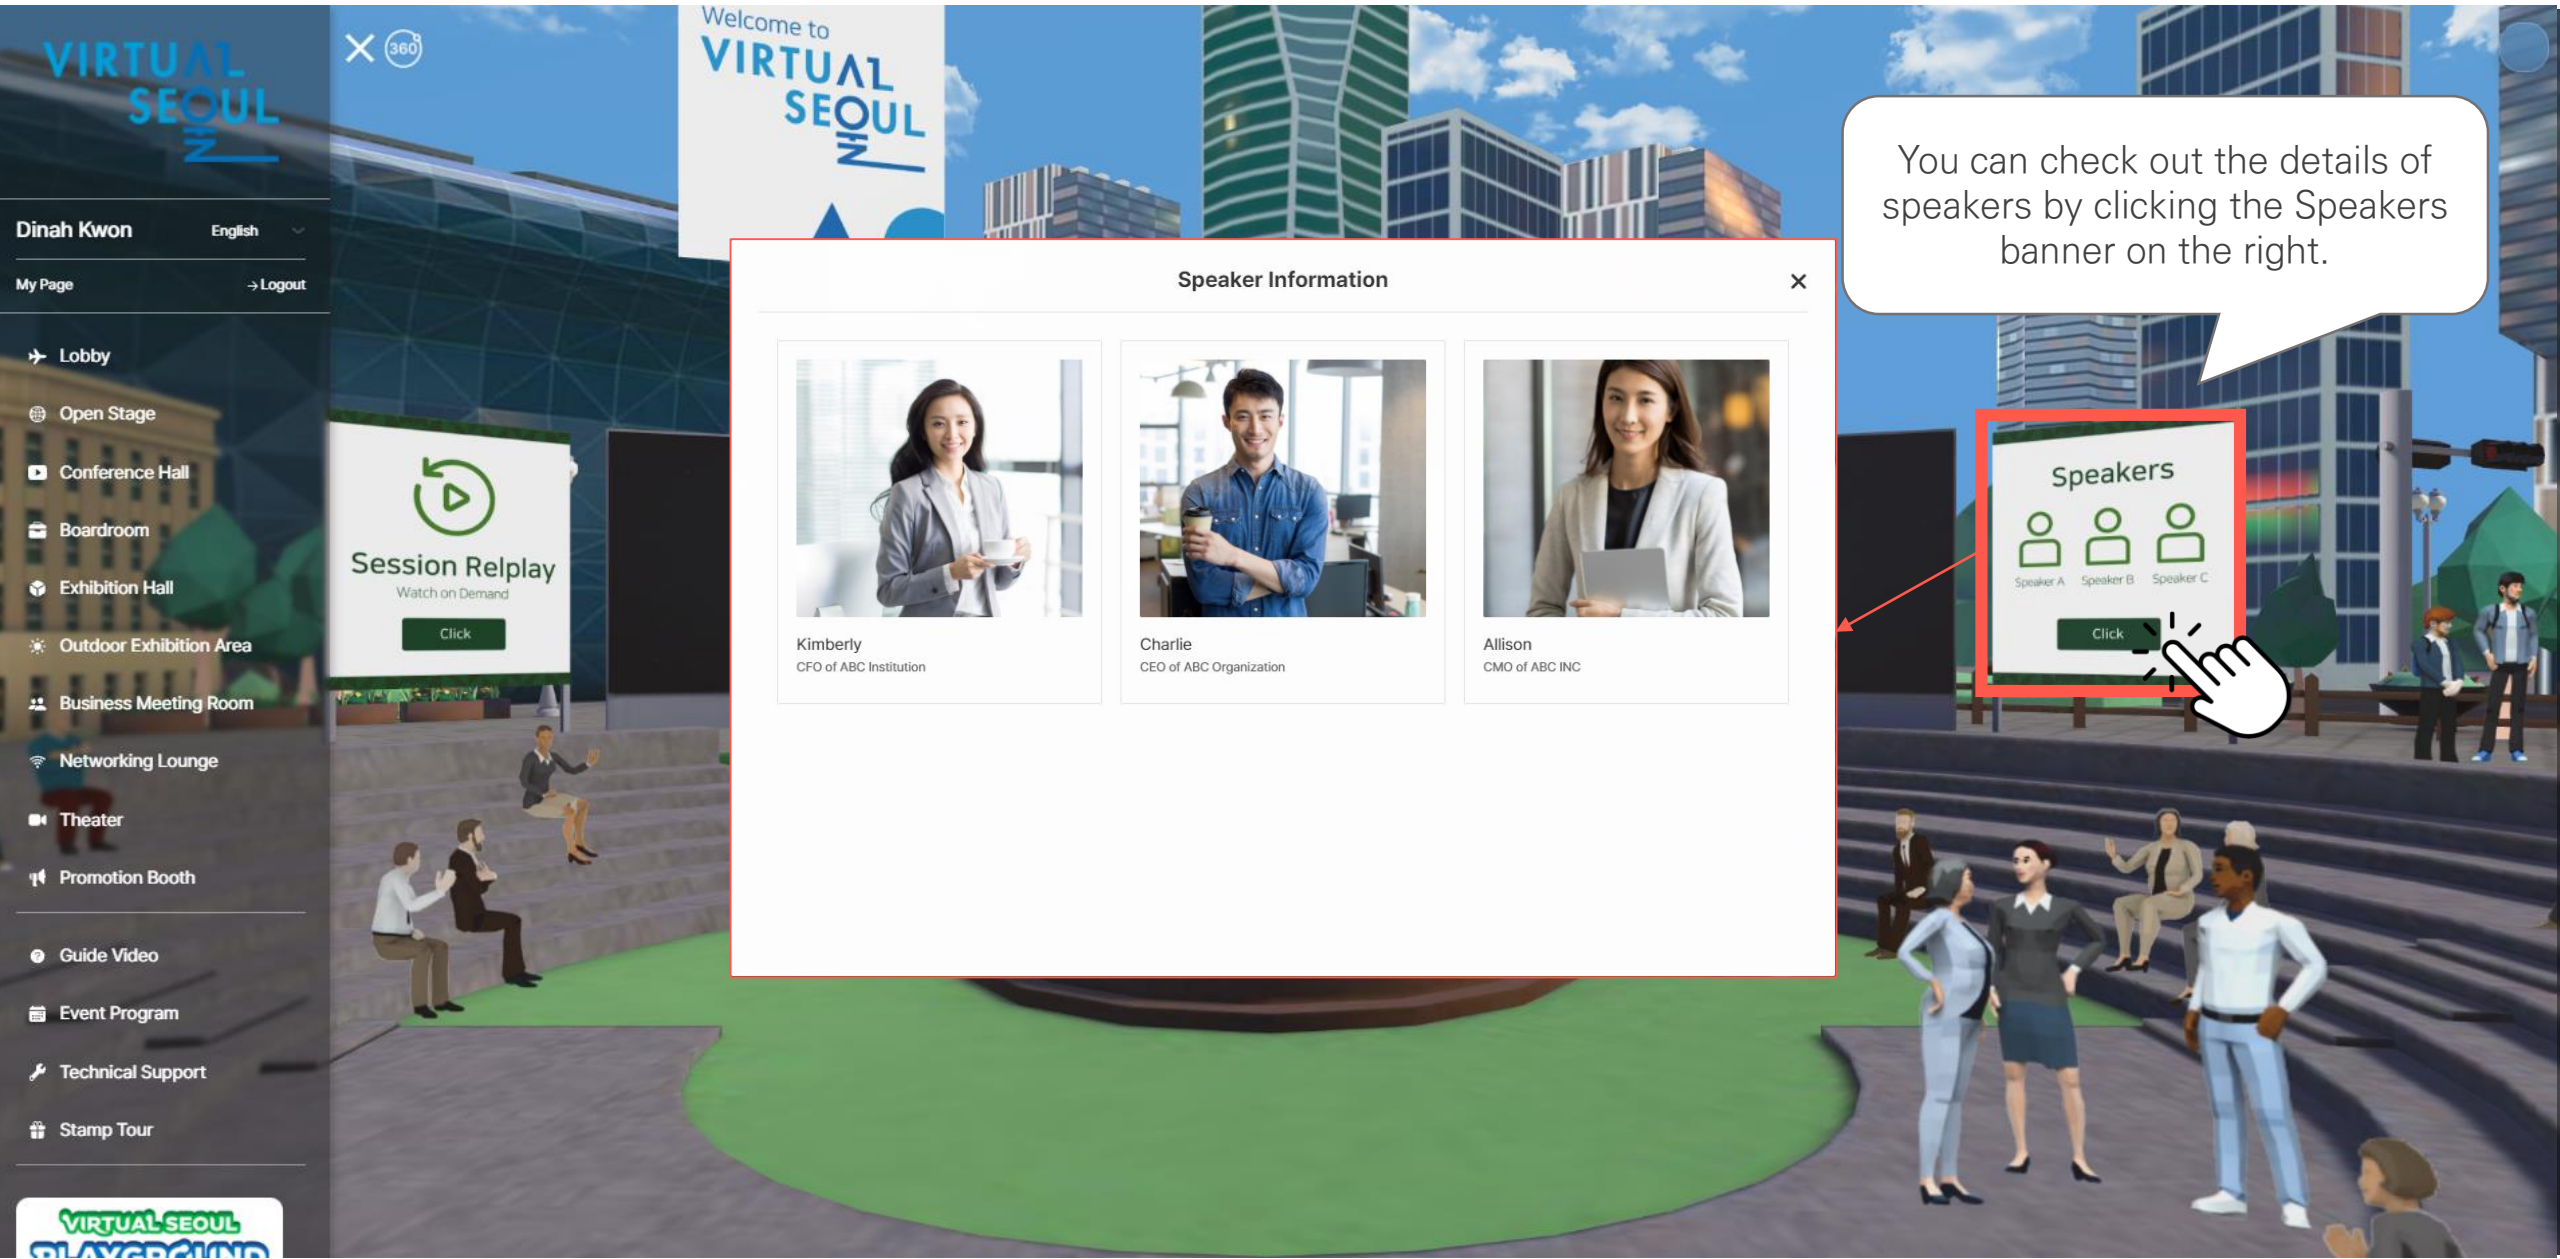 VIRTUAL
SEOUL
Dinah Kwon
English
My Page
Logout
Lobby
Open Stage
Conference Hall
Boardroom
Exhibition Hall
Outdoor Exhibition Area
Business Meeting Room
Networking Lounge
Theater
Promotion Booth
Guide Video
Event Program
Technical Support
Stamp Tour
VIRTUAL SEOUL
PLAYGROUND
360
Welcome to
VIRTUAL
SEOUL
Session Relplay
Watch on Demand
Click
Speaker Information
Kimberly
CFO of ABC Institution
Charlie
CEO of ABC Organization
Allison
CMO of ABC INC
You can check out the details of
speakers by clicking the Speakers
banner on the right.
Speakers
Speaker A Speaker B Speaker C
Click